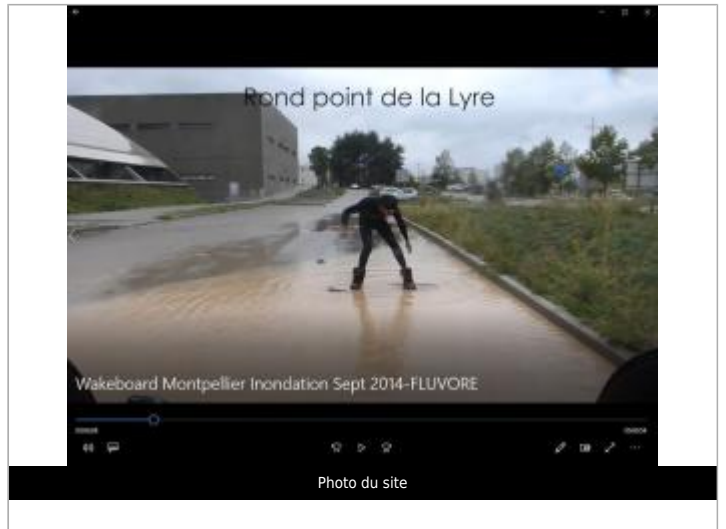 Rond point de la Lyre
Wakeboard Montpellier Inondation Sept 2014-FLUVORE
Photo du site